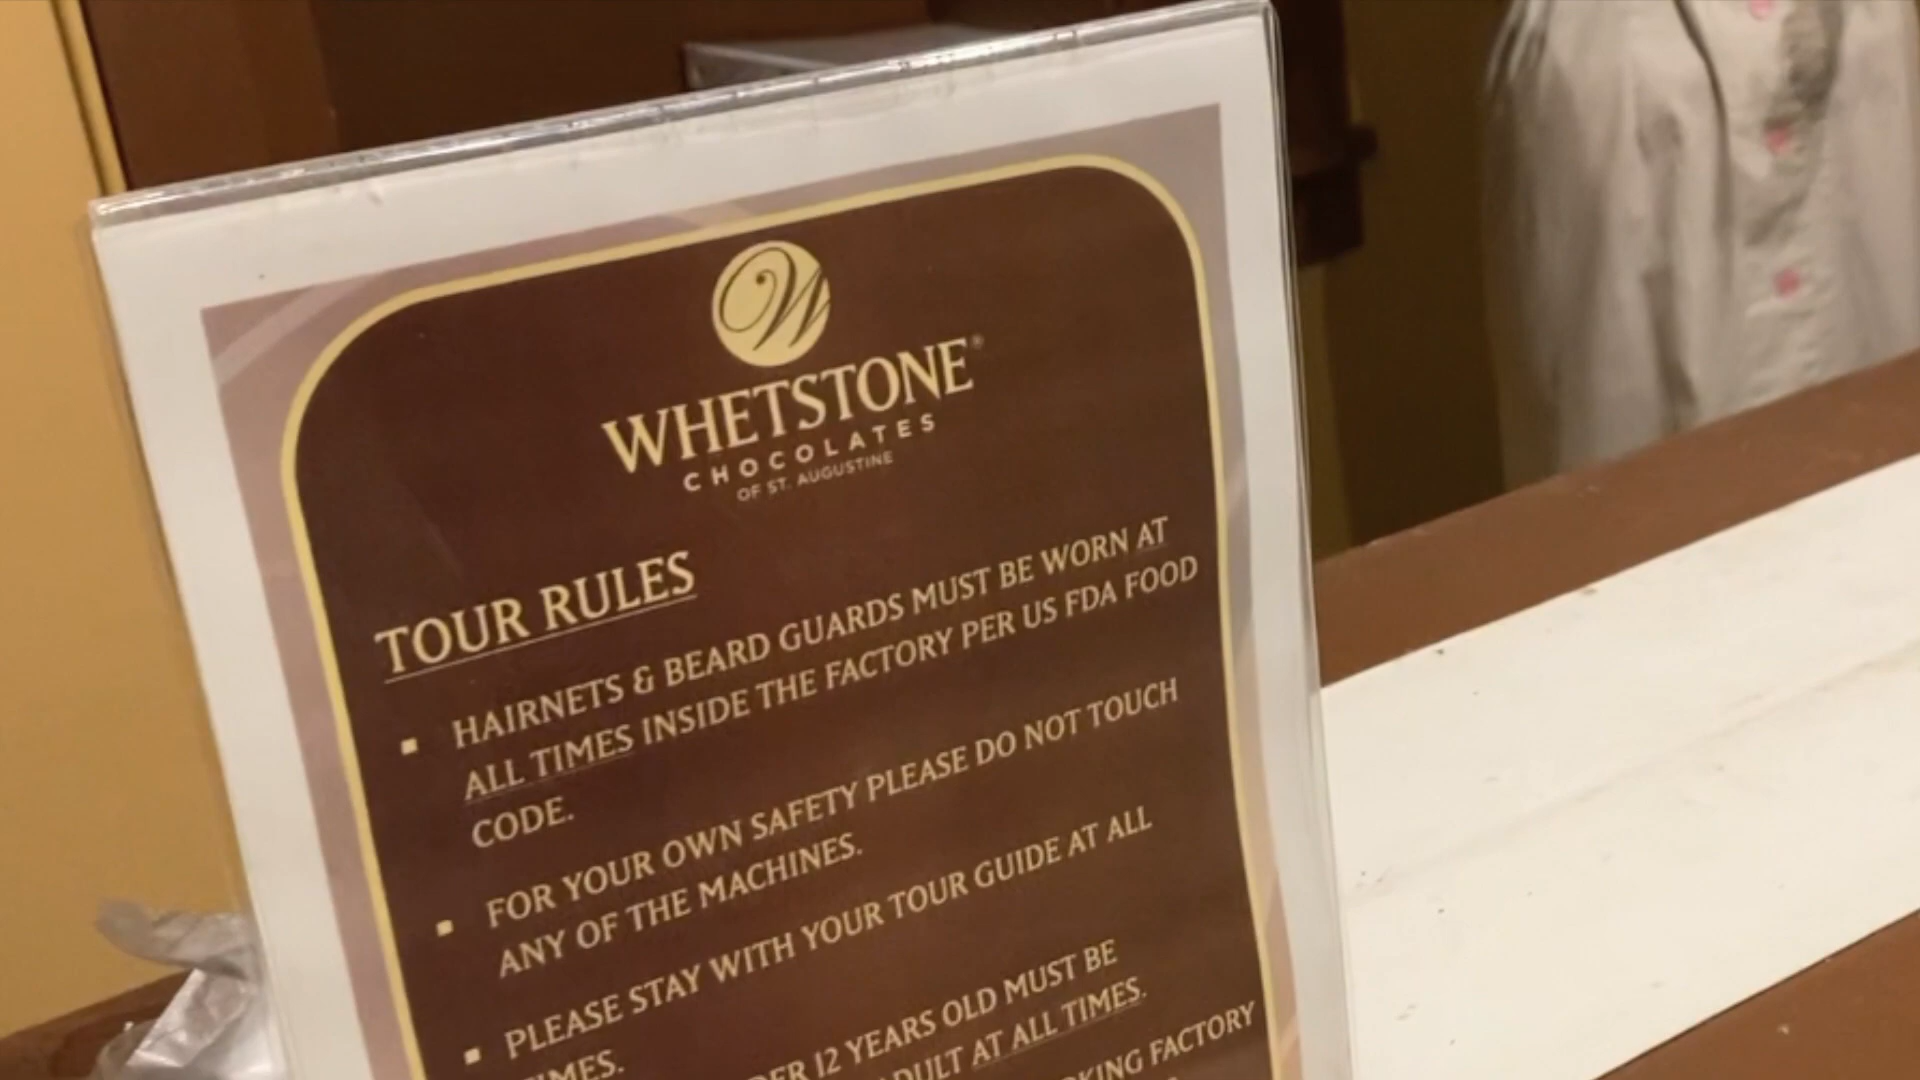 W
WHETSTONE®
CHOCOLATES
OF ST. AUGUSTINE
TOUR RULES
▪ HAIRNETS & BEARD GUARDS MUST BE WORN AT
ALL TIMES INSIDE THE FACTORY PER US FDA FOOD
CODE.
▪ FOR YOUR OWN SAFETY PLEASE DO NOT TOUCH
ANY OF THE MACHINES.
▪ PLEASE STAY WITH YOUR TOUR GUIDE AT ALL
12 YEARS OLD MUST BE
AT ALL TIMES.
FACTORY